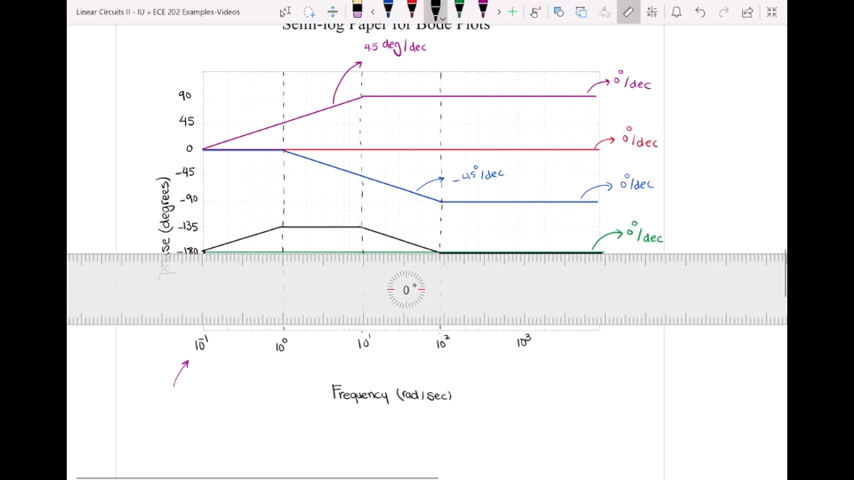 Linear Circuits II - IU » ECE 202 Examples-Videos
Semi-log Paper for Bode Plots
45 deg/dec
90
0°/dec
45
0
0°/dec
-45
-45°/dec
-90
0°/dec
-135
-180
0°/dec
(degrees)
0°
10⁻¹ 10⁰ 10¹ 10² 10³
Frequency (rad/sec)